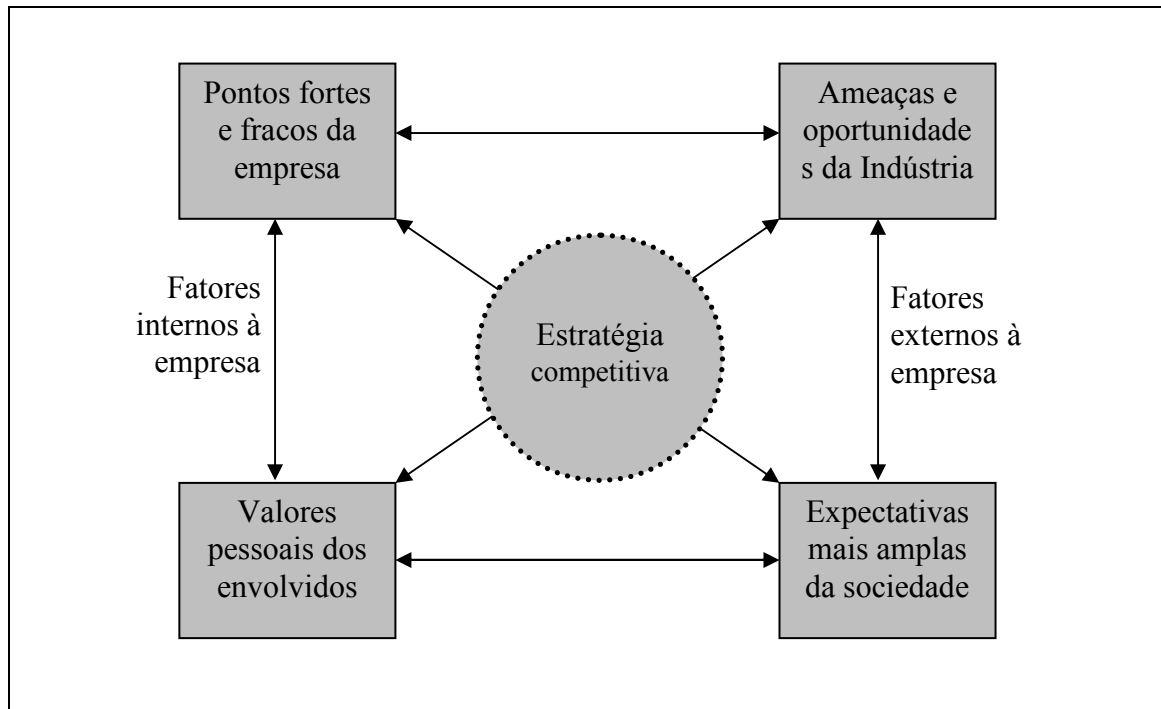 Pontos fortes
e fracos da
empresa
Ameaças e
oportunidade
s da Indústria
Fatores
internos à
empresa
Estratégia
competitiva
Fatores
externos à
empresa
Valores
pessoais dos
envolvidos
Expectativas
mais amplas
da sociedade